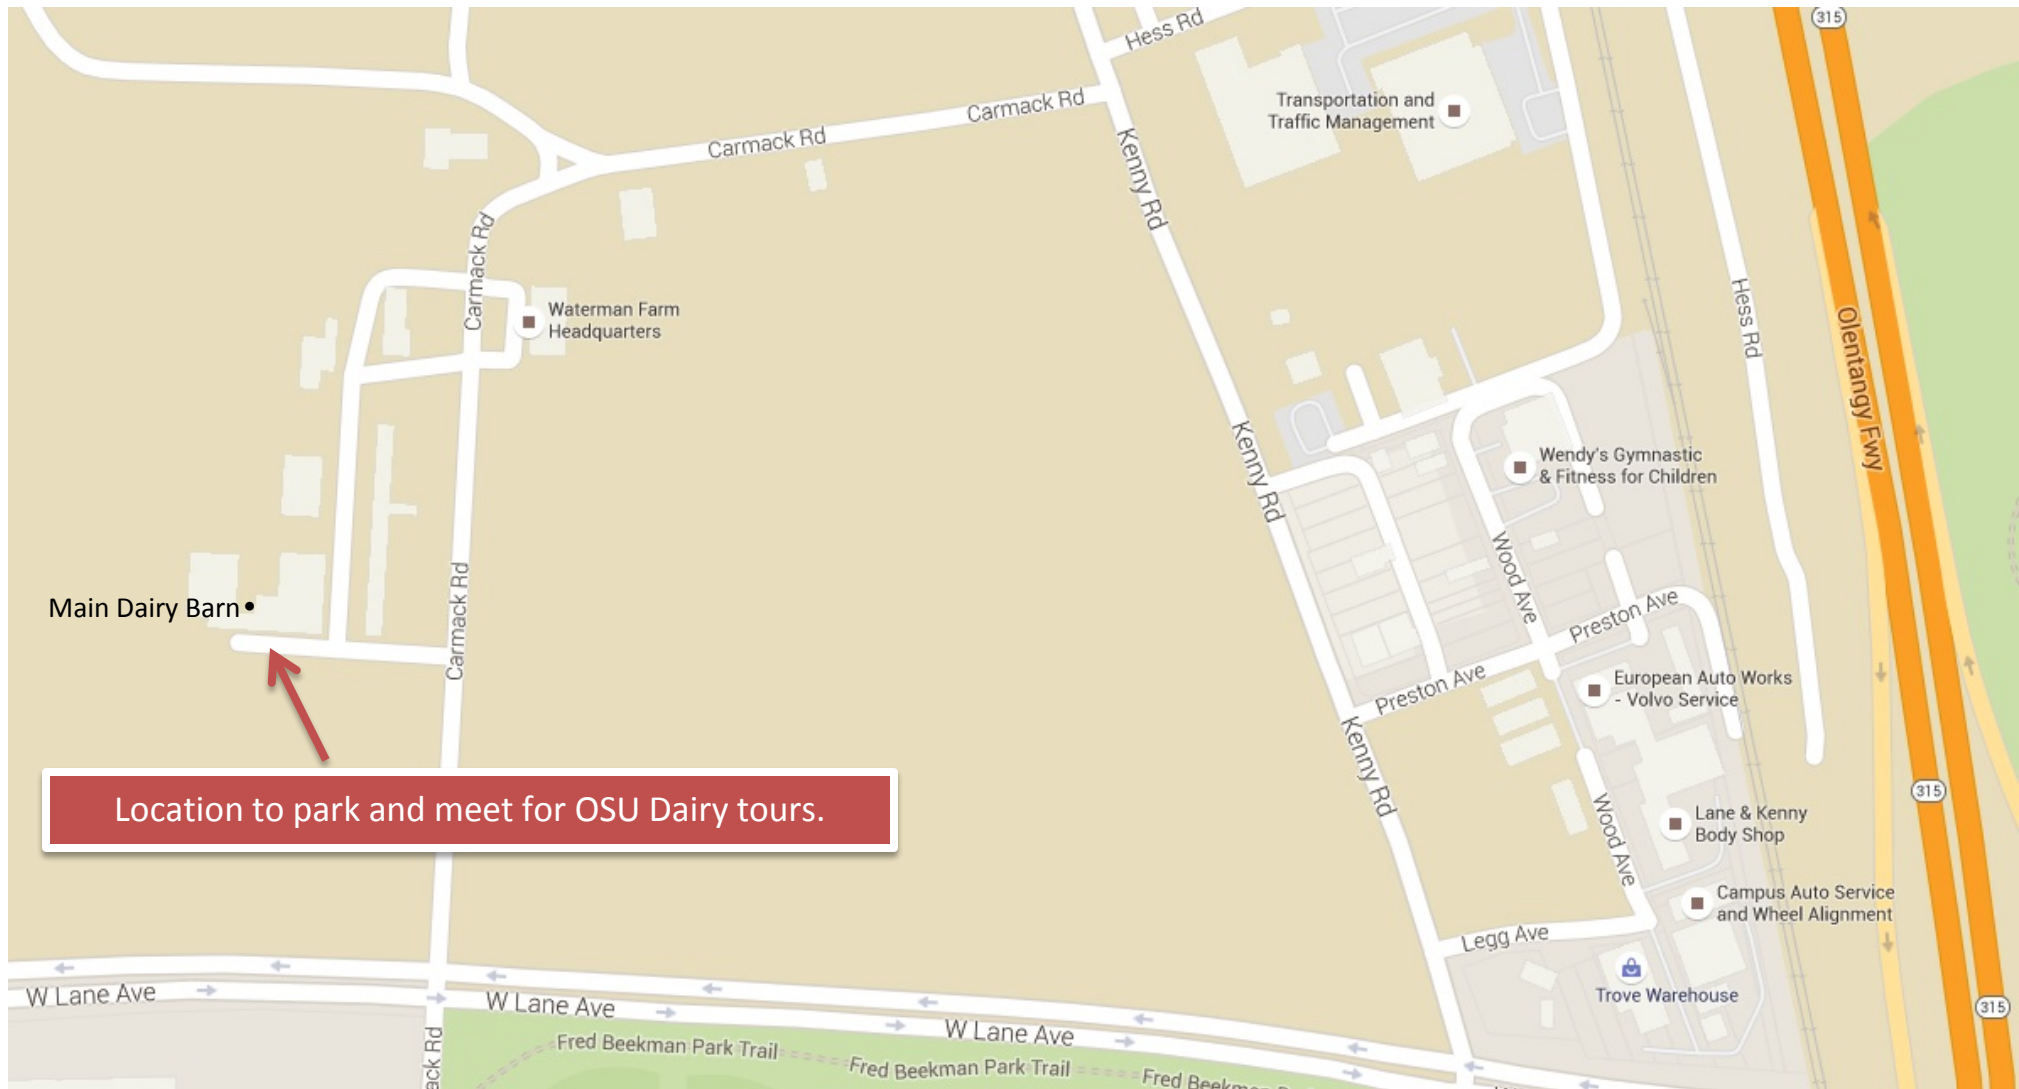 315
Hess Rd
Transportation and
Traffic Management
Carmack Rd
Carmack Rd
Kenny Rd
Carmack Rd
Waterman Farm
Headquarters
Hess Rd
Olentangy Fwy
Kenny Rd
Wendy's Gymnastic
& Fitness for Children
Wood Ave
Main Dairy Barn•
Carmack Rd
Preston Ave
Preston Ave
European Auto Works
- Volvo Service
Kenny Rd
315
Location to park and meet for OSU Dairy tours.
Wood Ave
Lane & Kenny
Body Shop
Campus Auto Service
and Wheel Alignment
Legg Ave
Trove Warehouse
W Lane Ave
W Lane Ave
W Lane Ave
315
ack Rd
Fred Beekman Park Trail
Fred Beekman Park Trail
Fred